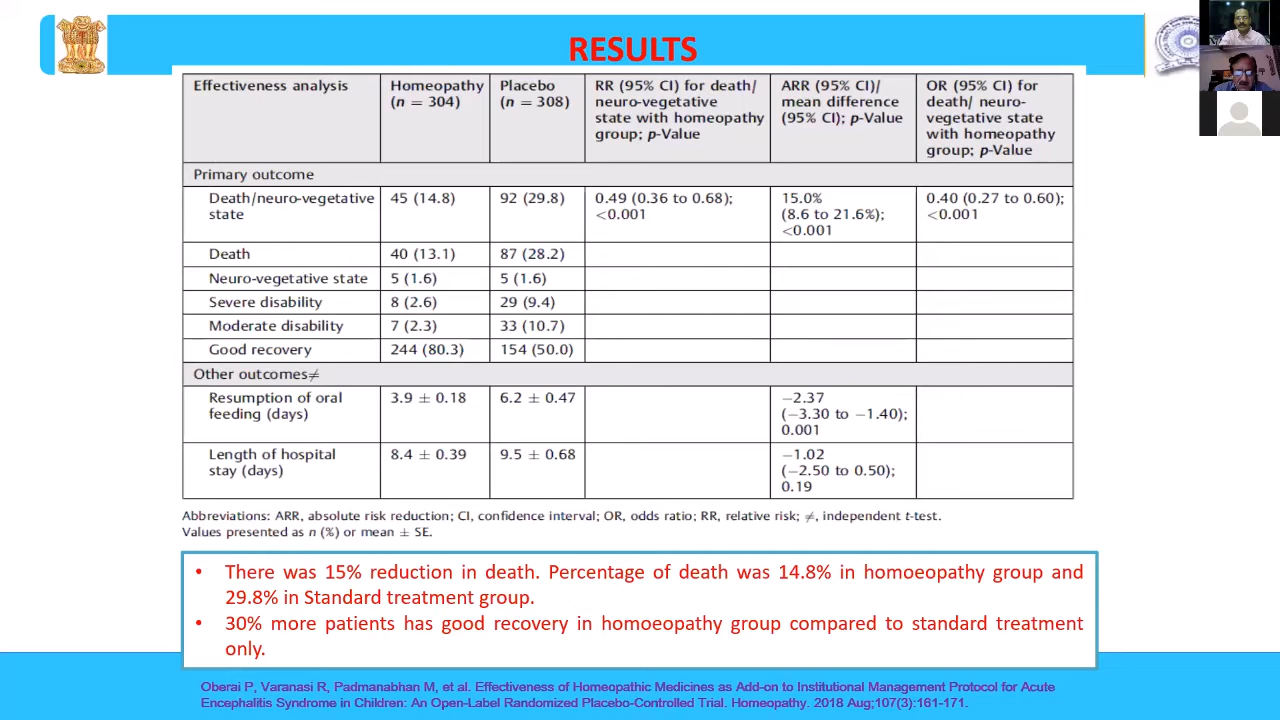 RESULTS
Effectiveness analysis
Homeopathy
(n = 304)
Placebo
(n = 308)
RR (95% CI) for death/
neuro-vegetative
state with homeopathy
group; p-Value
ARR (95% CI)/
mean difference
(95% CI); p-Value
OR (95% CI) for
death/ neuro-
vegetative state
with homeopathy
group; p-Value
Primary outcome
Death/neuro-vegetative
state
45 (14.8)
92 (29.8)
0.49 (0.36 to 0.68);
<0.001
15.0%
(8.6 to 21.6%);
<0.001
0.40 (0.27 to 0.60);
<0.001
Death
40 (13.1)
87 (28.2)
Neuro-vegetative state
5 (1.6)
5 (1.6)
Severe disability
8 (2.6)
29 (9.4)
Moderate disability
7 (2.3)
33 (10.7)
Good recovery
244 (80.3)
154 (50.0)
Other outcomes≠
Resumption of oral
feeding (days)
3.9 ± 0.18
6.2 ± 0.47
−2.37
(−3.30 to −1.40);
0.001
Length of hospital
stay (days)
8.4 ± 0.39
9.5 ± 0.68
−1.02
(−2.50 to 0.50);
0.19
Abbreviations: ARR, absolute risk reduction; CI, confidence interval; OR, odds ratio; RR, relative risk; ≠, independent t-test.
Values presented as n (%) or mean ± SE.
• There was 15% reduction in death. Percentage of death was 14.8% in homoeopathy group and
29.8% in Standard treatment group.
• 30% more patients has good recovery in homoeopathy group compared to standard treatment
only.
Oberai P, Varanasi R, Padmanabhan M, et al. Effectiveness of Homeopathic Medicines as Add-on to Institutional Management Protocol for Acute
Encephalitis Syndrome in Children: An Open-Label Randomized Placebo-Controlled Trial. Homeopathy. 2018 Aug;107(3):161-171.